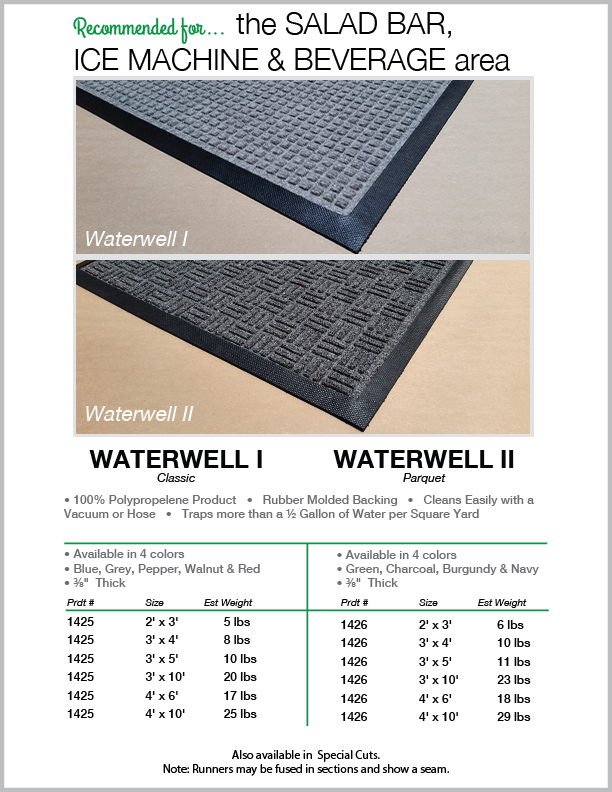 Recommended for... the SALAD BAR,
ICE MACHINE & BEVERAGE area
Waterwell I
Waterwell II
WATERWELL I
Classic
WATERWELL II
Parquet
• 100% Polypropelene Product • Rubber Molded Backing • Cleans Easily with a
Vacuum or Hose • Traps more than a ½ Gallon of Water per Square Yard
• Available in 4 colors
• Blue, Grey, Pepper, Walnut & Red
• ⅜" Thick
Prdt # Size Est Weight
1425 2' x 3' 5 lbs
1425 3' x 4' 8 lbs
1425 3' x 5' 10 lbs
1425 3' x 10' 20 lbs
1425 4' x 6' 17 lbs
1425 4' x 10' 25 lbs
• Available in 4 colors
• Green, Charcoal, Burgundy & Navy
• ⅜" Thick
Prdt # Size Est Weight
1426 2' x 3' 6 lbs
1426 3' x 4' 10 lbs
1426 3' x 5' 11 lbs
1426 3' x 10' 23 lbs
1426 4' x 6' 18 lbs
1426 4' x 10' 29 lbs
Also available in Special Cuts.
Note: Runners may be fused in sections and show a seam.